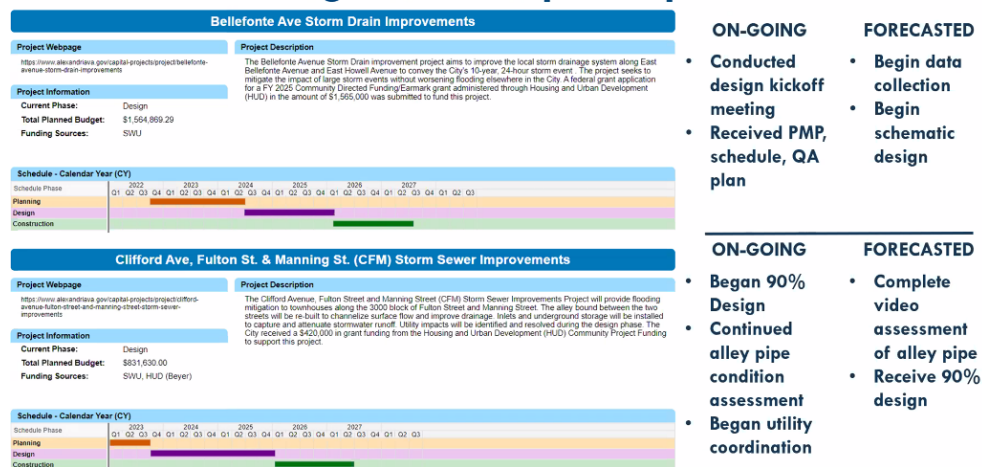 Bellefonte Ave Storm Drain Improvements
Project Webpage
https://www.alexandriava.gov/capital-projects/project/bellefonte-
avenue-storm-drain-improvements
Project Description
The Bellefonte Avenue Storm Drain improvement project aims to improve the local storm drainage system along East
Bellefonte Avenue and East Howell Avenue to convey the City's 10-year, 24-hour storm event . The project seeks to
mitigate the impact of large storm events without worsening flooding elsewhere in the City. A federal grant application
for a FY 2025 Community Directed Funding/Earmark grant administered through Housing and Urban Development
(HUD) in the amount of $1,565,000 was submitted to fund this project.
Project Information
Current Phase: Design
Total Planned Budget: $1,564,869.29
Funding Sources: SWU
Schedule - Calendar Year (CY)
Schedule Phase
2022 2023 2024 2025 2026 2027
Q1 Q2 Q3 Q4 Q1 Q2 Q3 Q4 Q1 Q2 Q3 Q4 Q1 Q2 Q3 Q4 Q1 Q2 Q3 Q4 Q1 Q2 Q3
Planning
Design
Construction
ON-GOING
• Conducted
design kickoff
meeting
• Received PMP,
schedule, QA
plan
FORECASTED
• Begin data
collection
• Begin
schematic
design
Clifford Ave, Fulton St. & Manning St. (CFM) Storm Sewer Improvements
Project Webpage
https://www.alexandriava.gov/capital-projects/project/clifford-
avenue-fulton-street-and-manning-street-storm-sewer-
improvements
Project Description
The Clifford Avenue, Fulton Street and Manning Street (CFM) Storm Sewer Improvements Project will provide flooding
mitigation to townhouses along the 3000 block of Fulton Street and Manning Street. The alley bound between the two
streets will be re-built to channelize surface flow and improve drainage. Inlets and underground storage will be installed
to capture and attenuate stormwater runoff. Utility impacts will be identified and resolved during the design phase. The
City received a $420,000 in grant funding from the Housing and Urban Development (HUD) Community Project Funding
to support this project.
Project Information
Current Phase: Design
Total Planned Budget: $831,630.00
Funding Sources: SWU, HUD (Beyer)
Schedule - Calendar Year (CY)
Schedule Phase
2023 2024 2025 2026 2027
Q1 Q2 Q3 Q4 Q1 Q2 Q3 Q4 Q1 Q2 Q3 Q4 Q1 Q2 Q3 Q4 Q1 Q2 Q3
Planning
Design
Construction
ON-GOING
• Began 90%
Design
• Continued
alley pipe
condition
assessment
• Began utility
coordination
FORECASTED
• Complete
video
assessment
of alley pipe
• Receive 90%
design